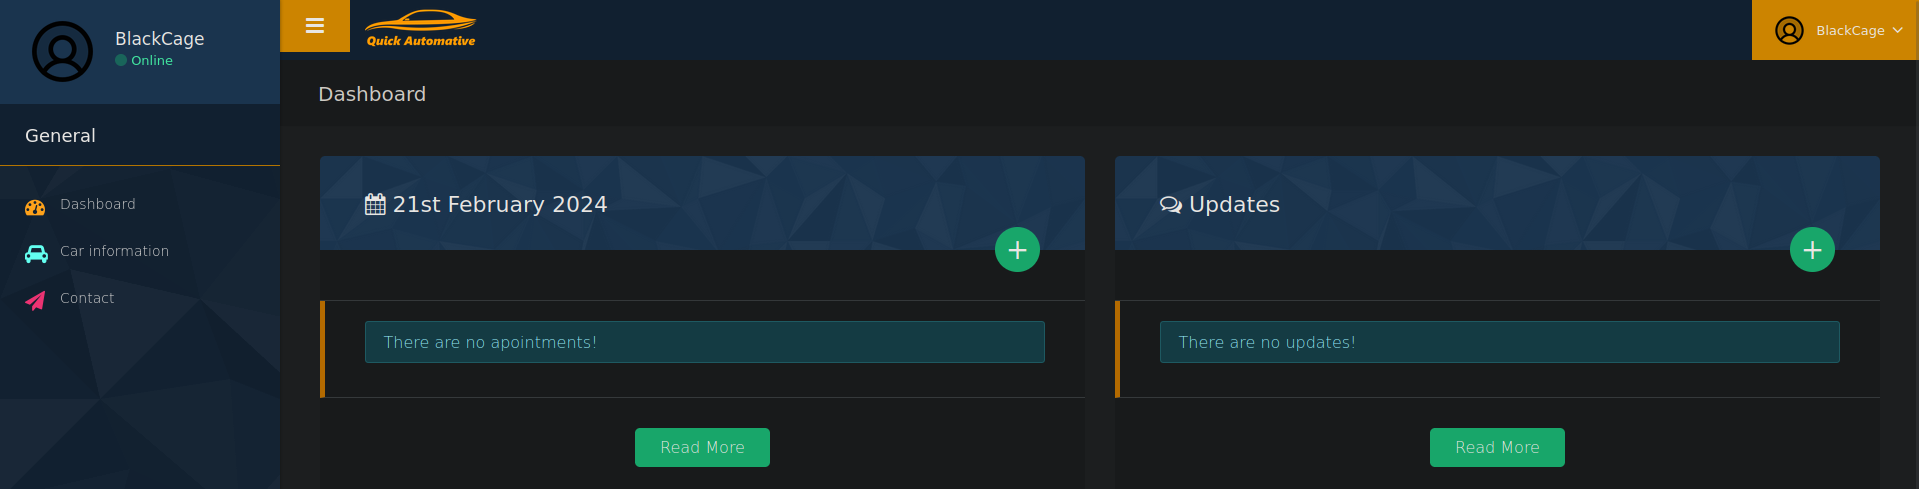 BlackCage
Online
General
Dashboard
Car information
Contact
Quick Automative
BlackCage
Dashboard
21st February 2024
There are no apointments!
Read More
Updates
There are no updates!
Read More